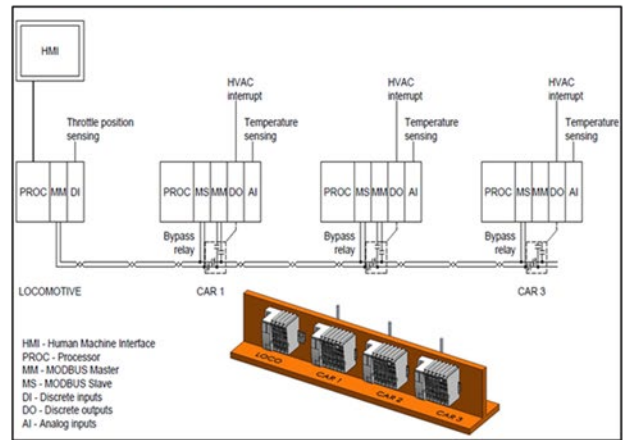 HMI
Throttle position
sensing
HVAC
interrupt
Temperature
sensing
HVAC
interrupt
Temperature
sensing
HVAC
interrupt
Temperature
sensing
PROC MM DI
PROC MS MM DO AI
PROC MS MM DO AI
PROC MS MM DO AI
Bypass
relay
Bypass
relay
Bypass
relay
LOCOMOTIVE
CAR 1
CAR 3
HMI - Human Machine Interface
PROC - Processor
MM - MODBUS Master
MS - MODBUS Slave
DI - Discrete inputs
DO - Discrete outputs
AI - Analog inputs
LOCO
CAR 1
CAR 2
CAR 3